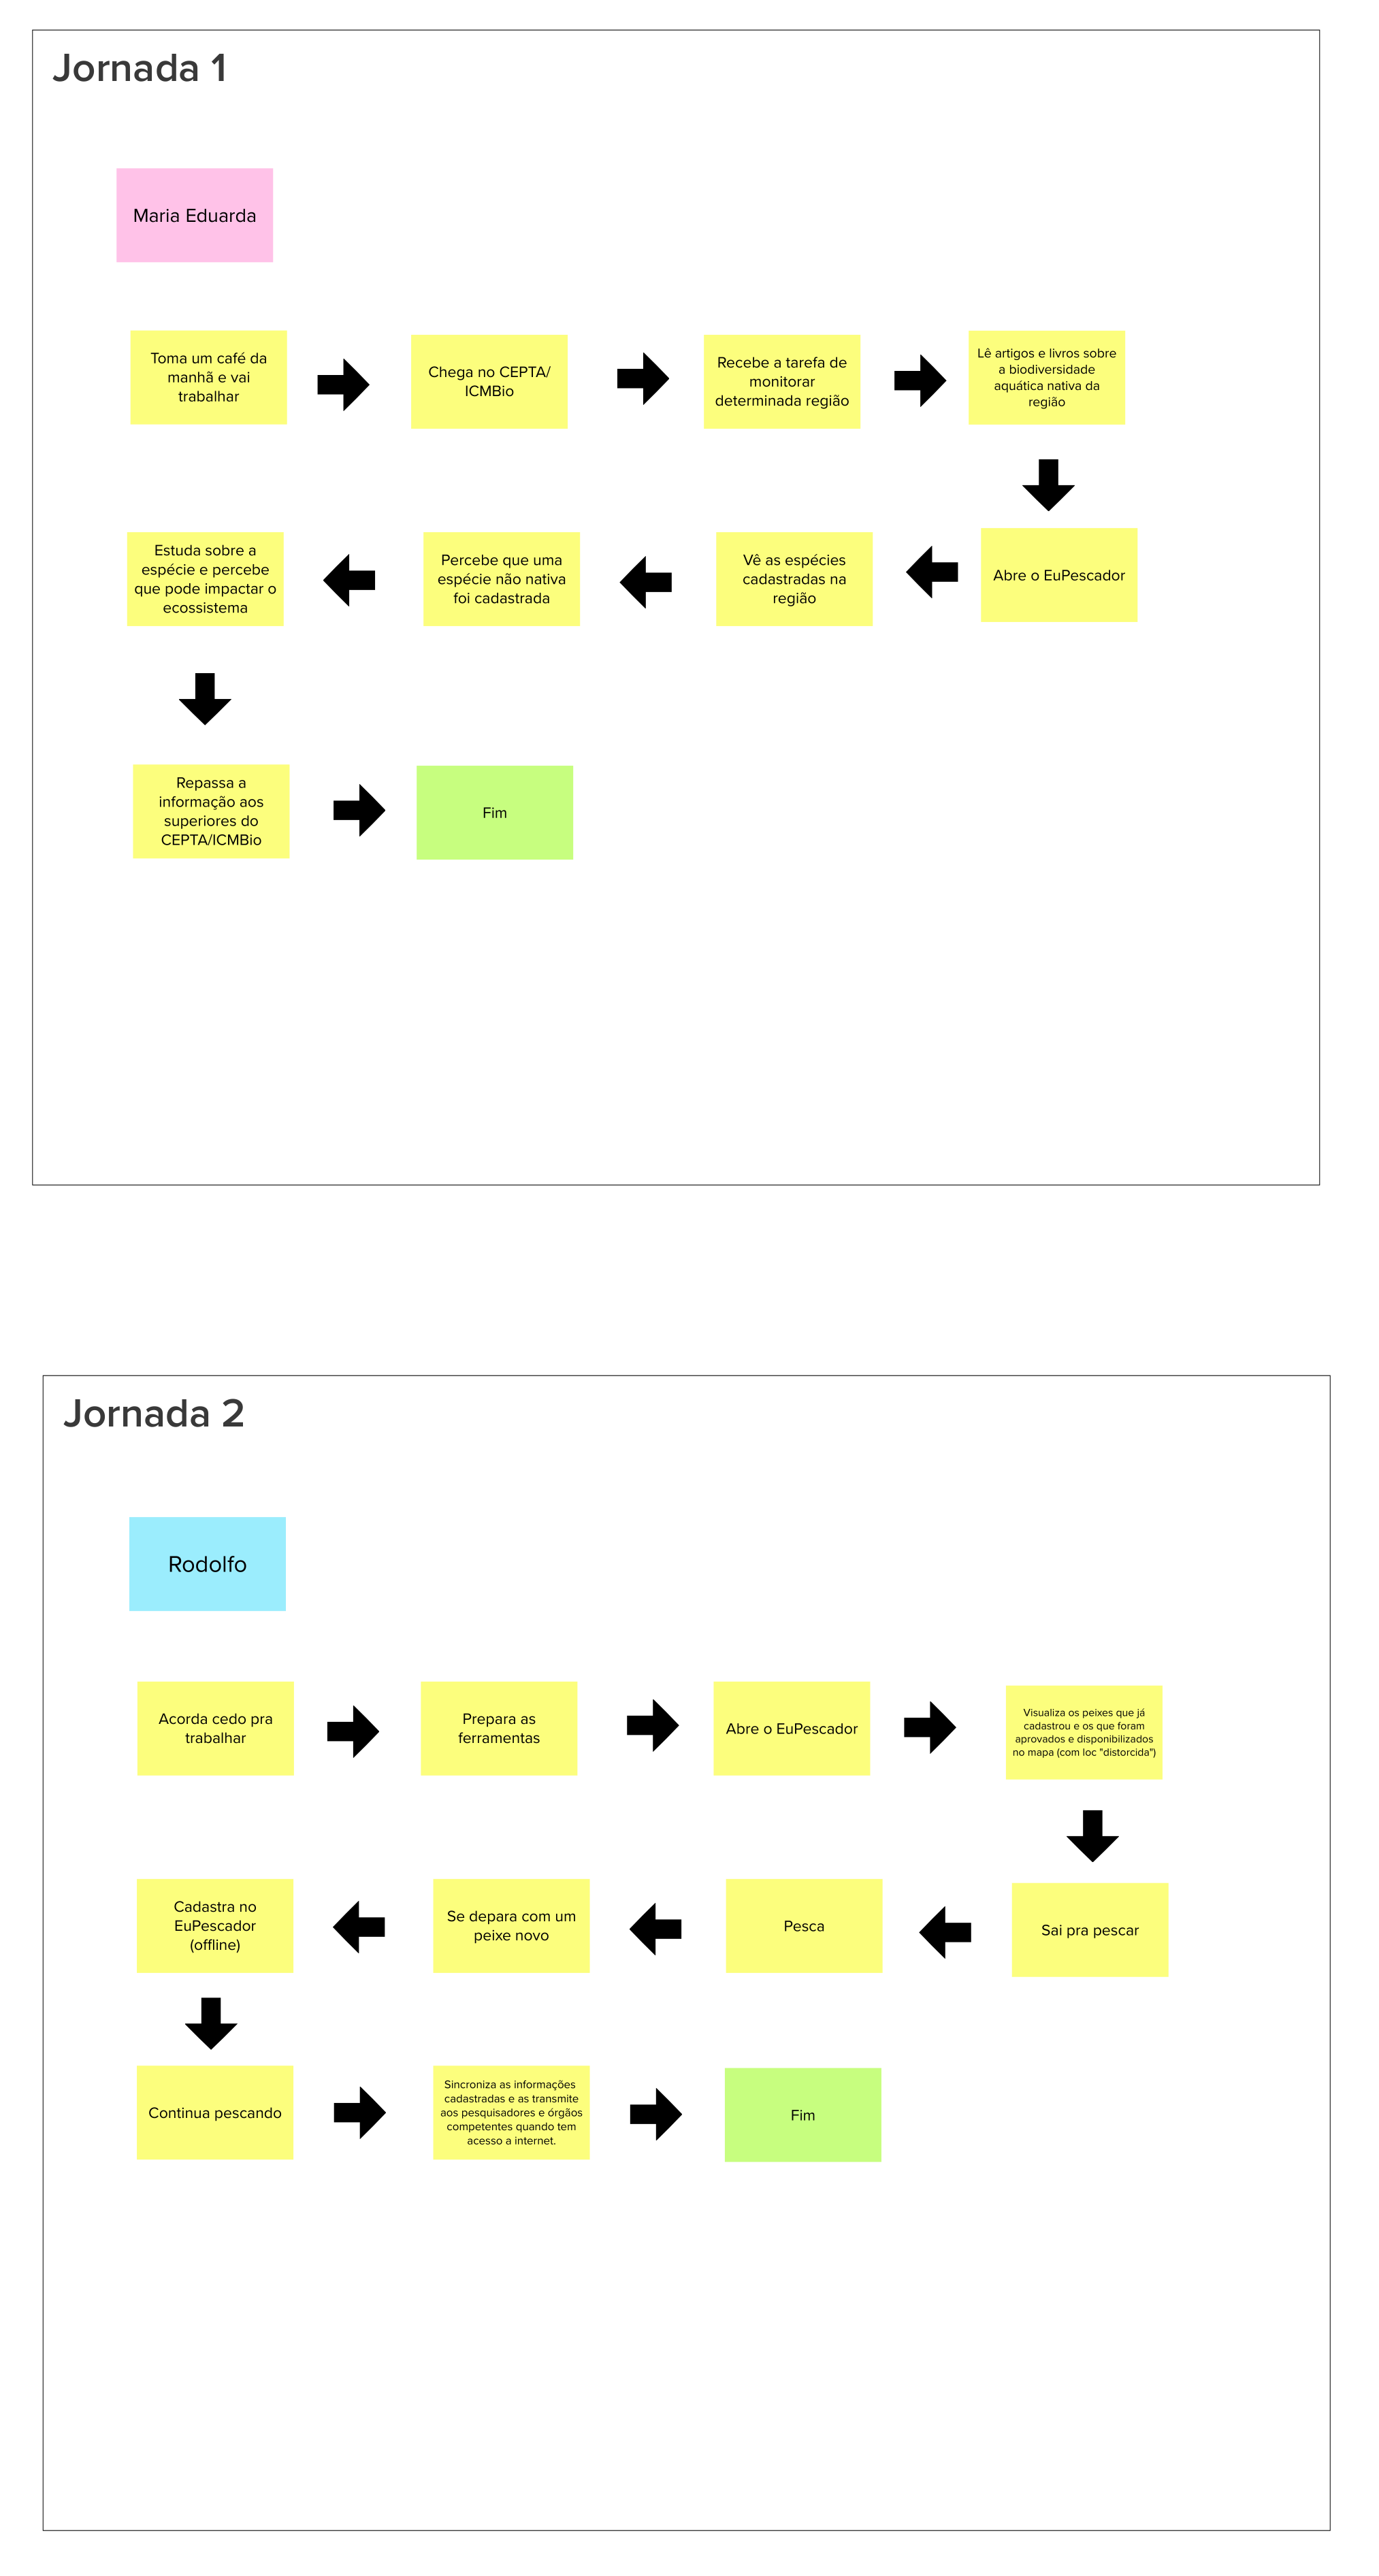 Jornada 1
Maria Eduarda
Toma um café da
manhã e vai
trabalhar
Chega no CEPTA/
ICMBio
Recebe a tarefa de
monitorar
determinada região
Lê artigos e livros sobre
a biodiversidade
aquática nativa da
região
Abre o EuPescador
Vê as espécies
cadastradas na
região
Percebe que uma
espécie não nativa
foi cadastrada
Estuda sobre a
espécie e percebe
que pode impactar o
ecossistema
Repassa a
informação aos
superiores do
CEPTA/ICMBio
Fim
Jornada 2
Rodolfo
Acorda cedo pra
trabalhar
Prepara as
ferramentas
Abre o EuPescador
Visualiza os peixes que já
cadastrou e os que foram
aprovados e disponibilizados
no mapa (com loc "distorcida")
Sai pra pescar
Pesca
Se depara com um
peixe novo
Cadastra no
EuPescador
(offline)
Continua pescando
Sincroniza as informações
cadastradas e as transmite
aos pesquisadores e órgãos
competentes quando tem
acesso a internet.
Fim